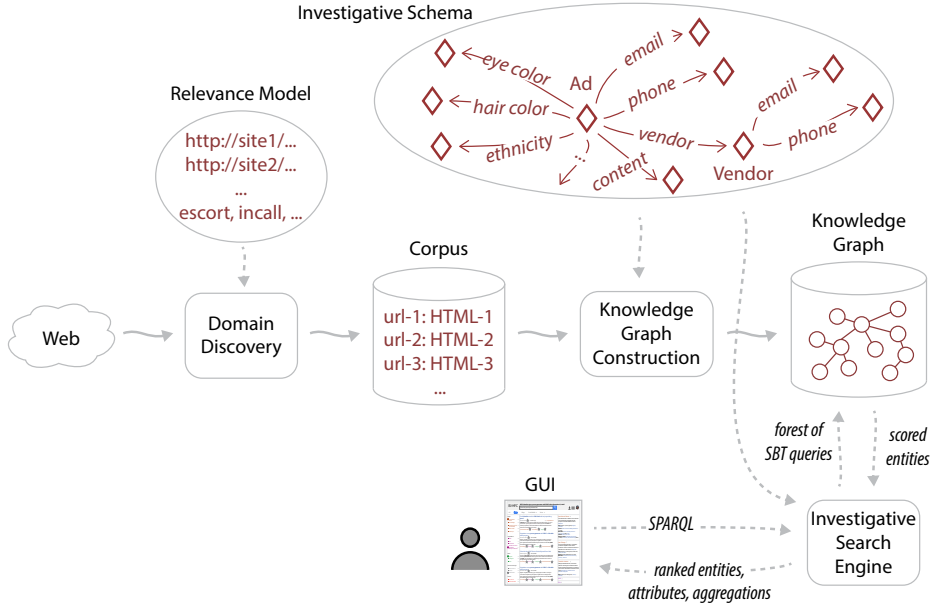 Investigative Schema
eye color
hair color
ethnicity
...
content
Ad
email
phone
vendor
Vendor
email
phone
Relevance Model
http://site1/...
http://site2/...
...
escort, incall, ...
Web
Domain
Discovery
Corpus
url-1: HTML-1
url-2: HTML-2
url-3: HTML-3
...
Knowledge
Graph
Construction
Knowledge
Graph
forest of
SBT queries
scored
entities
GUI
SPARQL
ranked entities,
attributes, aggregations
Investigative
Search
Engine